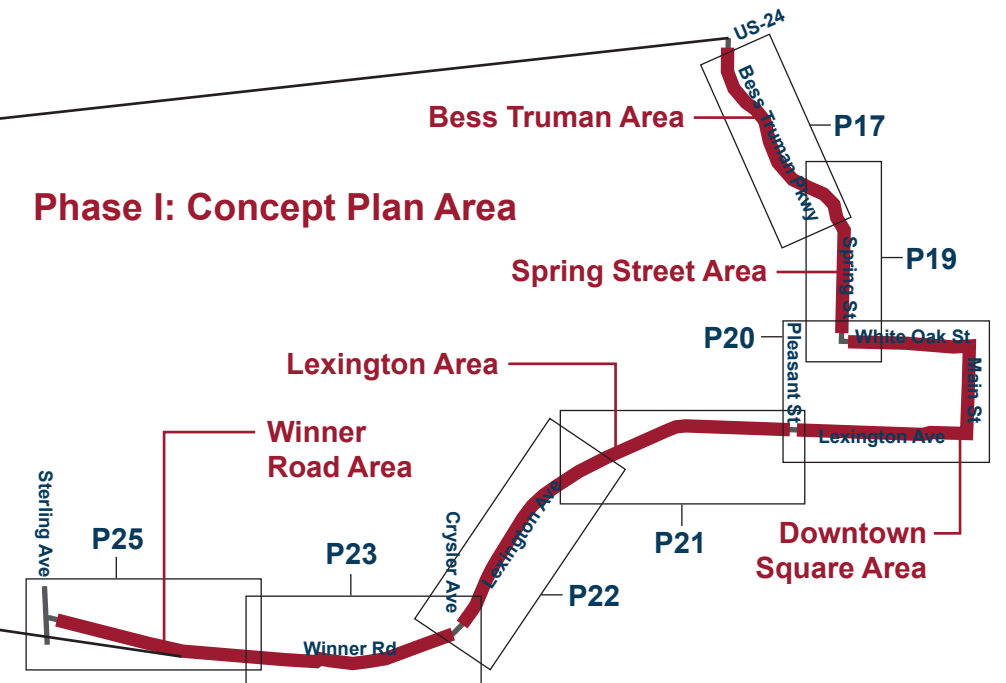 US-24
Bess Truman Pkwy
Bess Truman Area
P17
Phase I: Concept Plan Area
Spring St
P19
Spring Street Area
P20
Pleasant St
White Oak St
Main St
Lexington Area
Lexington Ave
Winner
Road Area
Sterling Ave
P25
P23
Crysler Ave
Lexington Ave
P21
Downtown
Square Area
P22
Winner Rd